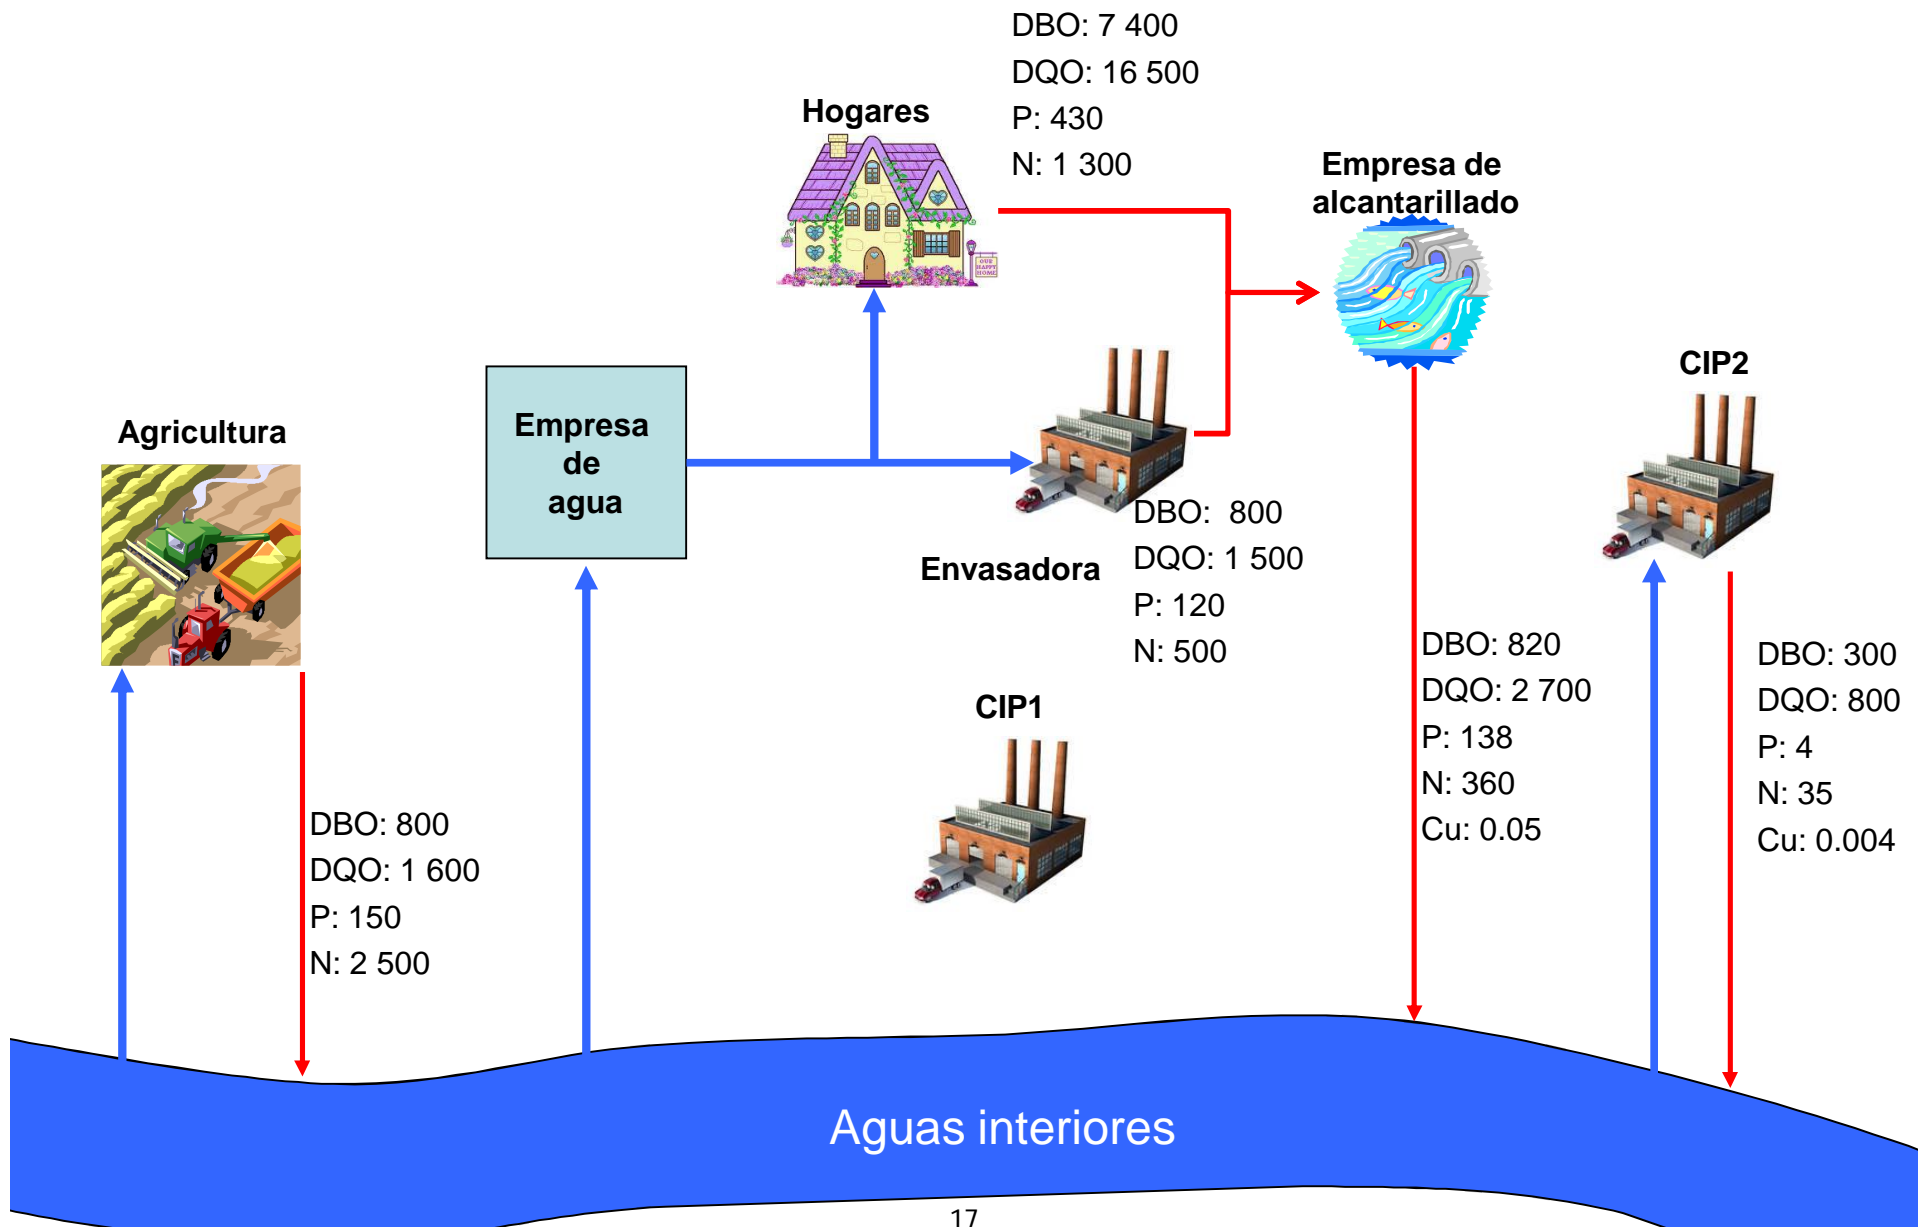 DBO: 7 400
DQO: 16 500
P: 430
N: 1 300
Hogares
OUR
HAPPY
HOME
Empresa de
alcantarillado
CIP2
Agricultura
Empresa
de
agua
Envasadora
DBO: 800
DQO: 1 500
P: 120
N: 500
CIP1
DBO: 820
DQO: 2 700
P: 138
N: 360
Cu: 0.05
DBO: 300
DQO: 800
P: 4
N: 35
Cu: 0.004
DBO: 800
DQO: 1 600
P: 150
N: 2 500
Aguas interiores
17